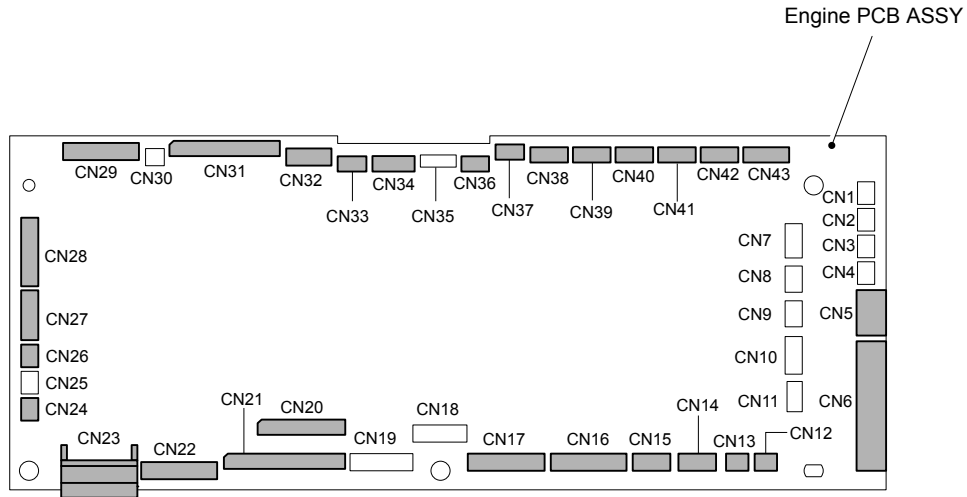 Engine PCB ASSY
CN29
CN30
CN31
CN32
CN33
CN34
CN35
CN36
CN37
CN38
CN39
CN40
CN41
CN42
CN43
CN1
CN2
CN3
CN4
CN5
CN6
CN7
CN8
CN9
CN10
CN11
CN28
CN27
CN26
CN25
CN24
CN23
CN22
CN21
CN20
CN19
CN18
CN17
CN16
CN15
CN14
CN13
CN12